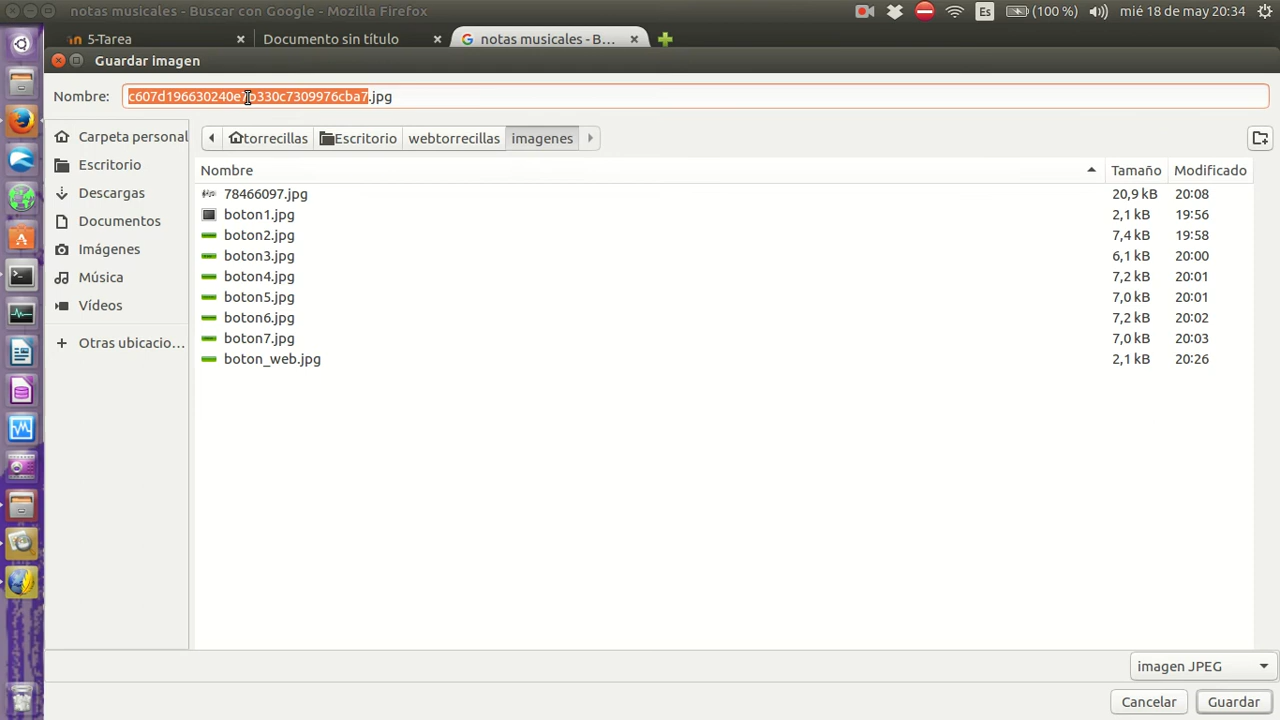 notas musicales - Buscar con Google - Mozilla Firefox
Es
(100 %)
mié 18 de may 20:34
5-Tarea
Documento sin título
notas musicales - B...
Guardar imagen
Nombre:
.jpg
Carpeta personal
torrecillas
Escritorio
webtorrecillas
imagenes
Escritorio
Descargas
Documentos
Imágenes
Música
Vídeos
Otras ubicacio...
Nombre
Tamaño
Modificado
78466097.jpg 20,9 kB 20:08
boton1.jpg 2,1 kB 19:56
boton2.jpg 7,4 kB 19:58
boton3.jpg 6,1 kB 20:00
boton4.jpg 7,2 kB 20:01
boton5.jpg 7,0 kB 20:01
boton6.jpg 7,2 kB 20:02
boton7.jpg 7,0 kB 20:03
boton_web.jpg 2,1 kB 20:26
imagen JPEG
Cancelar
Guardar